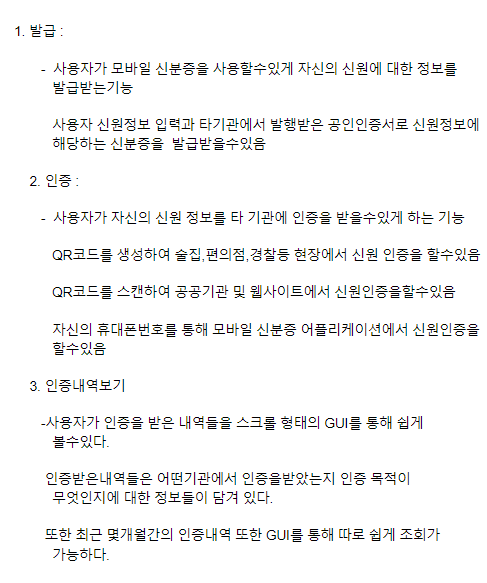 1. 발급 :
- 사용자가 모바일 신분증을 사용할수있게 자신의 신원에 대한 정보를
발급받는기능
사용자 신원정보 입력과 타기관에서 발행받은 공인인증서로 신원정보에
해당하는 신분증을 발급받을수있음
2. 인증 :
- 사용자가 자신의 신원 정보를 타 기관에 인증을 받을수있게 하는 기능
QR코드를 생성하여 술집,편의점,경찰등 현장에서 신원 인증을 할수있음
QR코드를 스캔하여 공공기관 및 웹사이트에서 신원인증을할수있음
자신의 휴대폰번호를 통해 모바일 신분증 어플리케이션에서 신원인증을
할수있음
3. 인증내역보기
-사용자가 인증을 받은 내역들을 스크롤 형태의 GUI를 통해 쉽게
볼수있다.
인증받은내역들은 어떤기관에서 인증을받았는지 인증 목적이
무엇인지에 대한 정보들이 담겨 있다.
또한 최근 몇개월간의 인증내역 또한 GUI를 통해 따로 쉽게 조회가
가능하다.